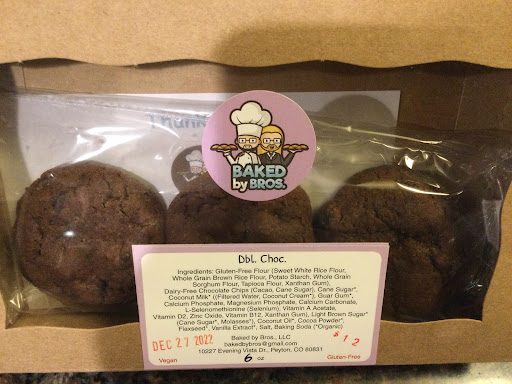 Thank
BAKED
by BROS.
Dbl. Choc.
Ingredients: Gluten-Free Flour (Sweet White Rice Flour,
Whole Grain Brown Rice Flour, Potato Starch, Whole Grain
Sorghum Flour, Tapioca Flour, Xanthan Gum),
Dairy-Free Chocolate Chips (Cacao, Cane Sugar), Cane Sugar*,
Coconut Milk* ((Filtered Water, Coconut Cream*), Guar Gum*,
Calcium Phosphate, Magnesium Phosphate, Calcium Carbonate,
L-Selenomethionine (Selenium), Vitamin A Acetate,
Vitamin D2, Zinc Oxide, Vitamin B12, Xanthan Gum), Light Brown Sugar*
(Cane Sugar*, Molasses*), Coconut Oil*, Cocoa Powder*,
Flaxseed*, Vanilla Extract*, Salt, Baking Soda (*Organic)
DEC 27 2022
$12
Baked by Bros., LLC
bakedbybros@gmail.com
10227 Evening Vista Dr., Peyton, CO 80831
Vegan
6 oz
Gluten-Free